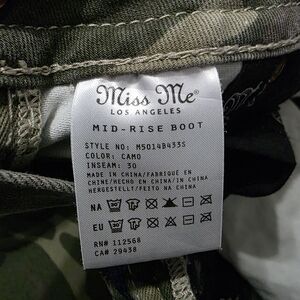 Miss Me®
LOS ANGELES
MID-RISE BOOT
STYLE NO: M5014B433S
COLOR: CAMO
INSEAM: 30
MADE IN CHINA/FABRIQUÉ EN
CHINE/HECHO EN CHINA/IN CHINA
HERGESTELLT/FEITO NA CHINA
NA
EU
RN# 112568
CA# 29438